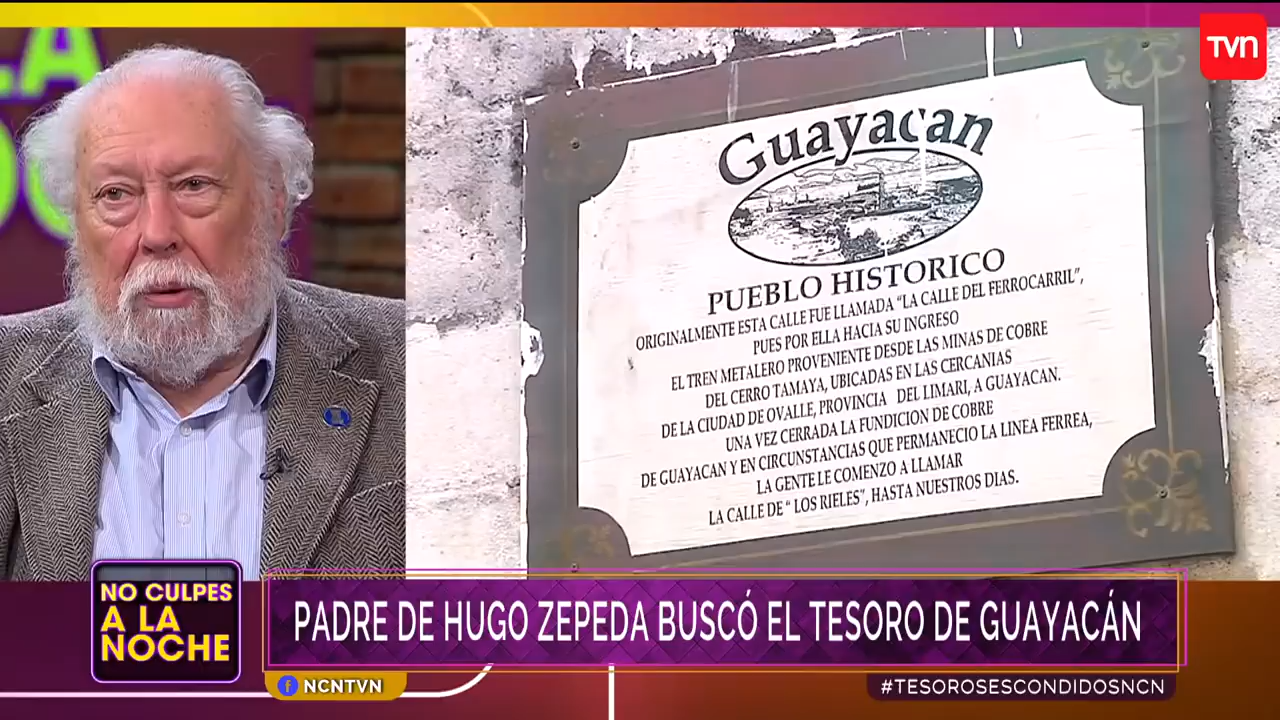 LA
TVN
Guayacan
PUEBLO HISTORICO
ORIGINALMENTE ESTA CALLE FUE LLAMADA "LA CALLE DEL FERROCARRIL",
PUES POR ELLA HACIA SU INGRESO
EL TREN METALERO PROVENIENTE DESDE LAS MINAS DE COBRE
DEL CERRO TAMAYA, UBICADAS EN LAS CERCANIAS
DE LA CIUDAD DE OVALLE, PROVINCIA DEL LIMARI, A GUAYACAN.
UNA VEZ CERRADA LA FUNDICION DE COBRE
DE GUAYACAN Y EN CIRCUNSTANCIAS QUE PERMANECIO LA LINEA FERREA,
LA GENTE LE COMENZO A LLAMAR
LA CALLE DE " LOS RIELES", HASTA NUESTROS DIAS.
NO CULPES
A LA
NOCHE
PADRE DE HUGO ZEPEDA BUSCÓ EL TESORO DE GUAYACÁN
NCNTVN
#TESOROSESCONDIDOSNCN